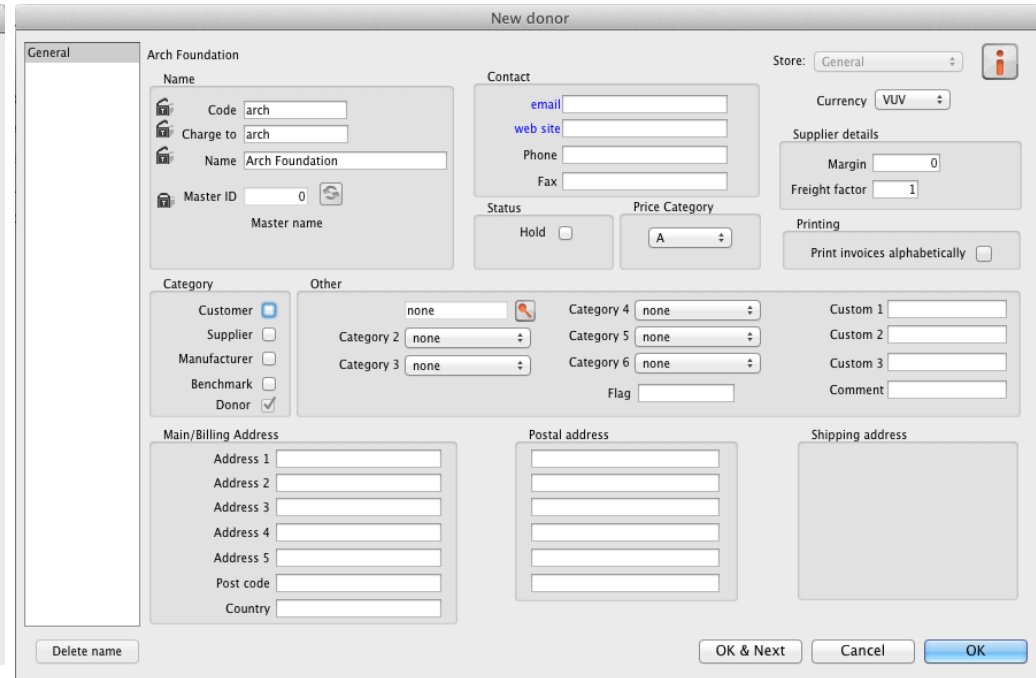 New donor
General
Arch Foundation
Store: General
Name
Code arch
Charge to arch
Name Arch Foundation
Master ID 0
Master name
Contact
email
web site
Phone
Fax
Currency VUV
Supplier details
Margin 0
Freight factor 1
Status
Hold
Price Category
A
Printing
Print invoices alphabetically
Category
Customer
Supplier
Manufacturer
Benchmark
Donor
Other
none
Category 2 none
Category 3 none
Category 4 none
Category 5 none
Category 6 none
Flag
Custom 1
Custom 2
Custom 3
Comment
Main/Billing Address
Address 1
Address 2
Address 3
Address 4
Address 5
Post code
Country
Postal address
Shipping address
Delete name
OK & Next
Cancel
OK